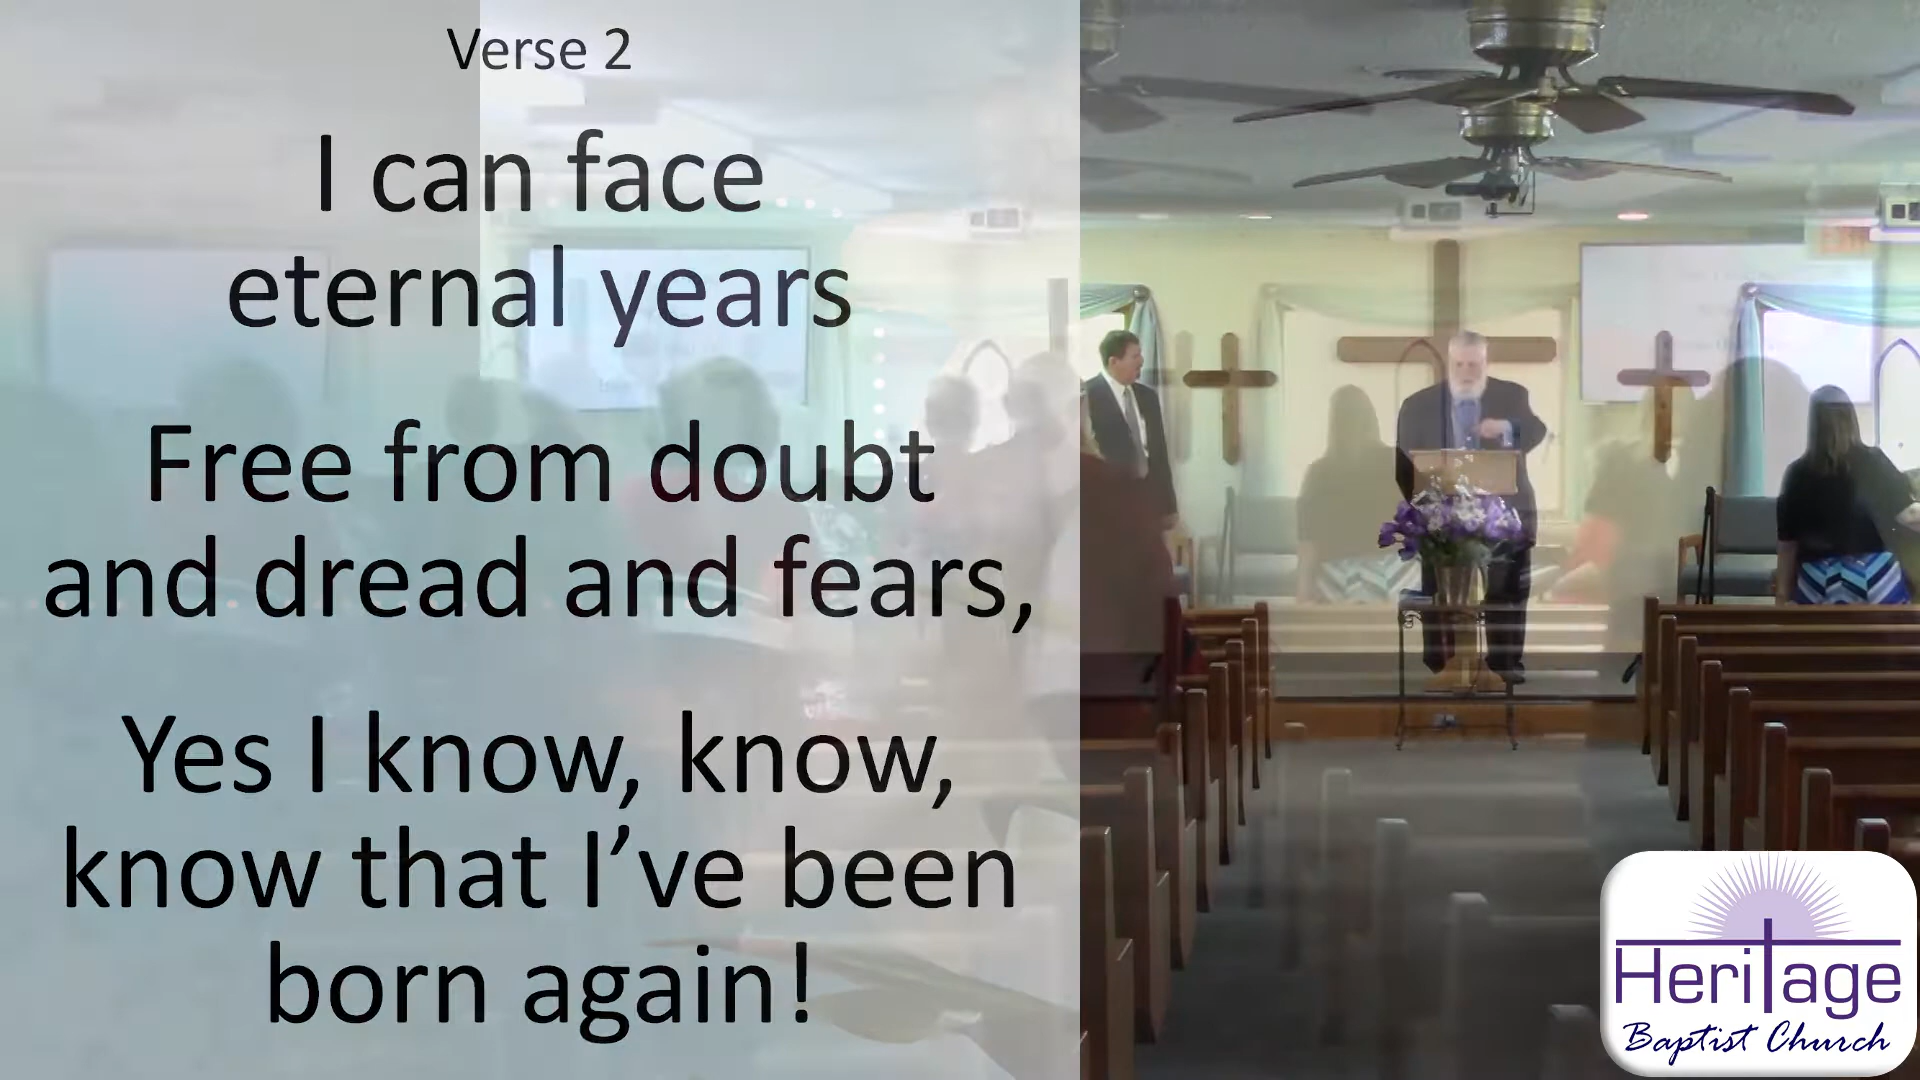 Verse 2
I can face
eternal years
Free from doubt
and dread and fears,
Yes I know, know,
know that I’ve been
born again!
Heritage
Baptist Church